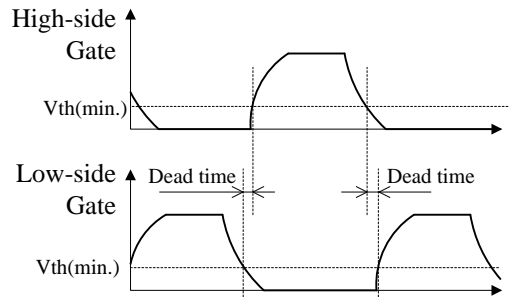 High-side
Gate
Vth(min.)
Low-side
Gate
Dead time
Dead time
Vth(min.)